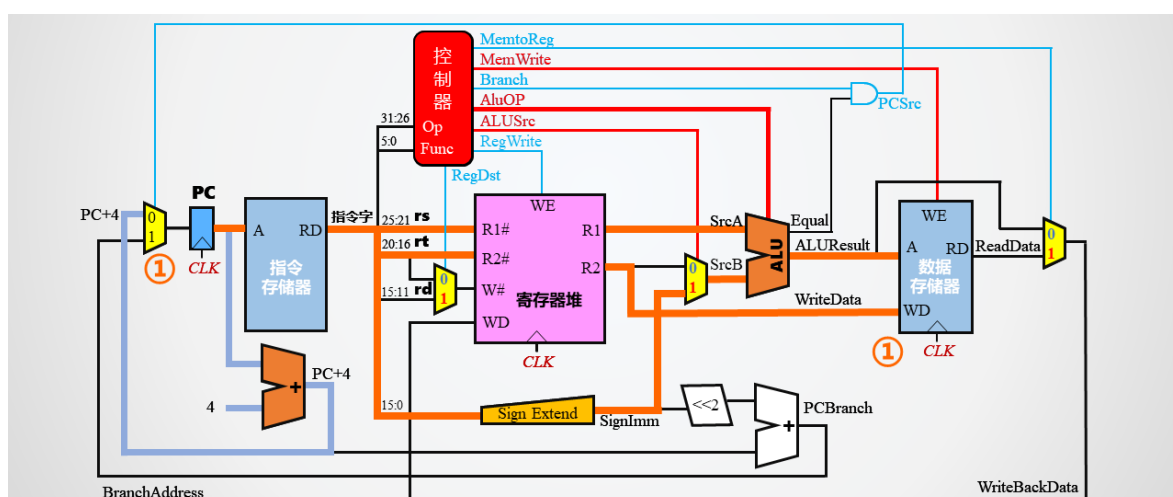 MemtoReg
MemWrite
Branch
AluOP
ALUSrc
RegWrite
RegDst
控制器
Op
Func
31:26
5:0
PCSrc
PC+4
0
1
①
PC
CLK
A
RD
指令
存储器
指令字
25:21 rs
20:16 rt
15:11 rd
0
1
WE
R1#
R2#
W#
WD
R1
R2
寄存器堆
CLK
0
1
SrcA
SrcB
ALU
Equal
ALUResult
WriteData
WE
A
RD
数据
存储器
WD
①
CLK
ReadData
0
1
4
+
PC+4
15:0
Sign Extend
SignImm
<<2
+
PCBranch
BranchAddress
WriteBackData